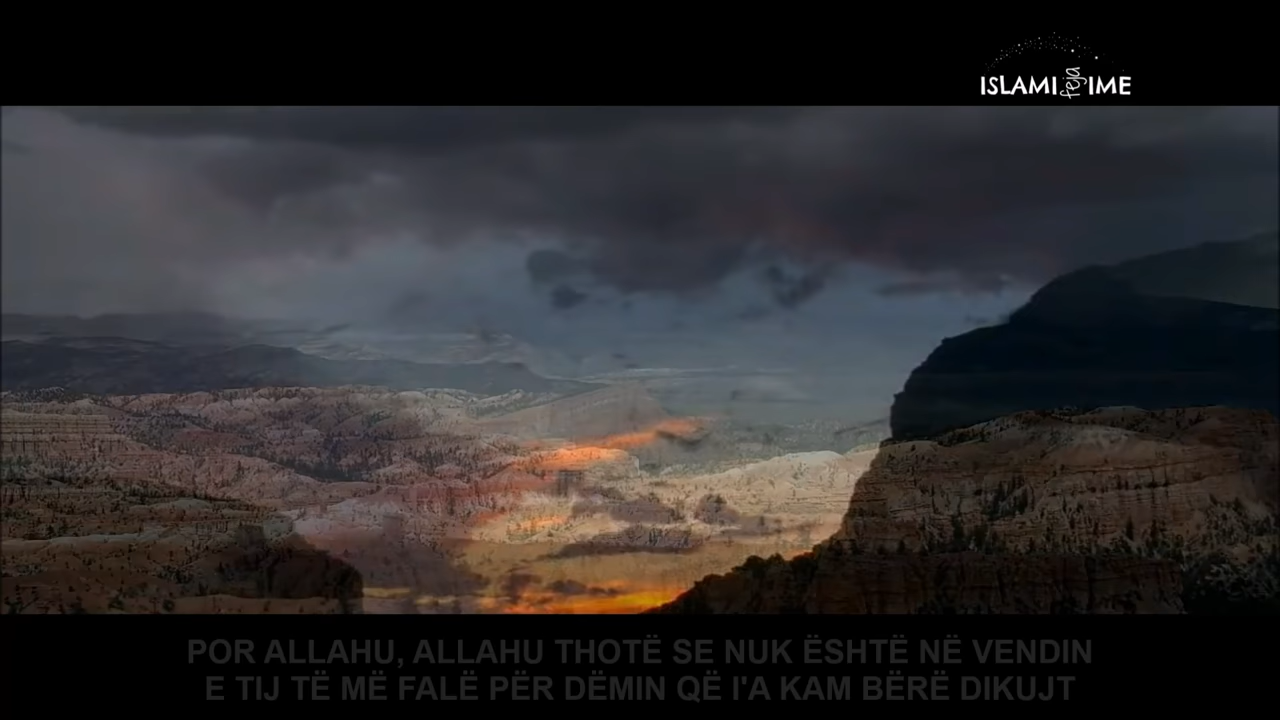 ISLAMI feja IME
POR ALLAHU, ALLAHU THOTË SE NUK ËSHTË NË VENDIN
E TIJ TË MË FALË PËR DËMIN QË I'A KAM BËRË DIKUJT